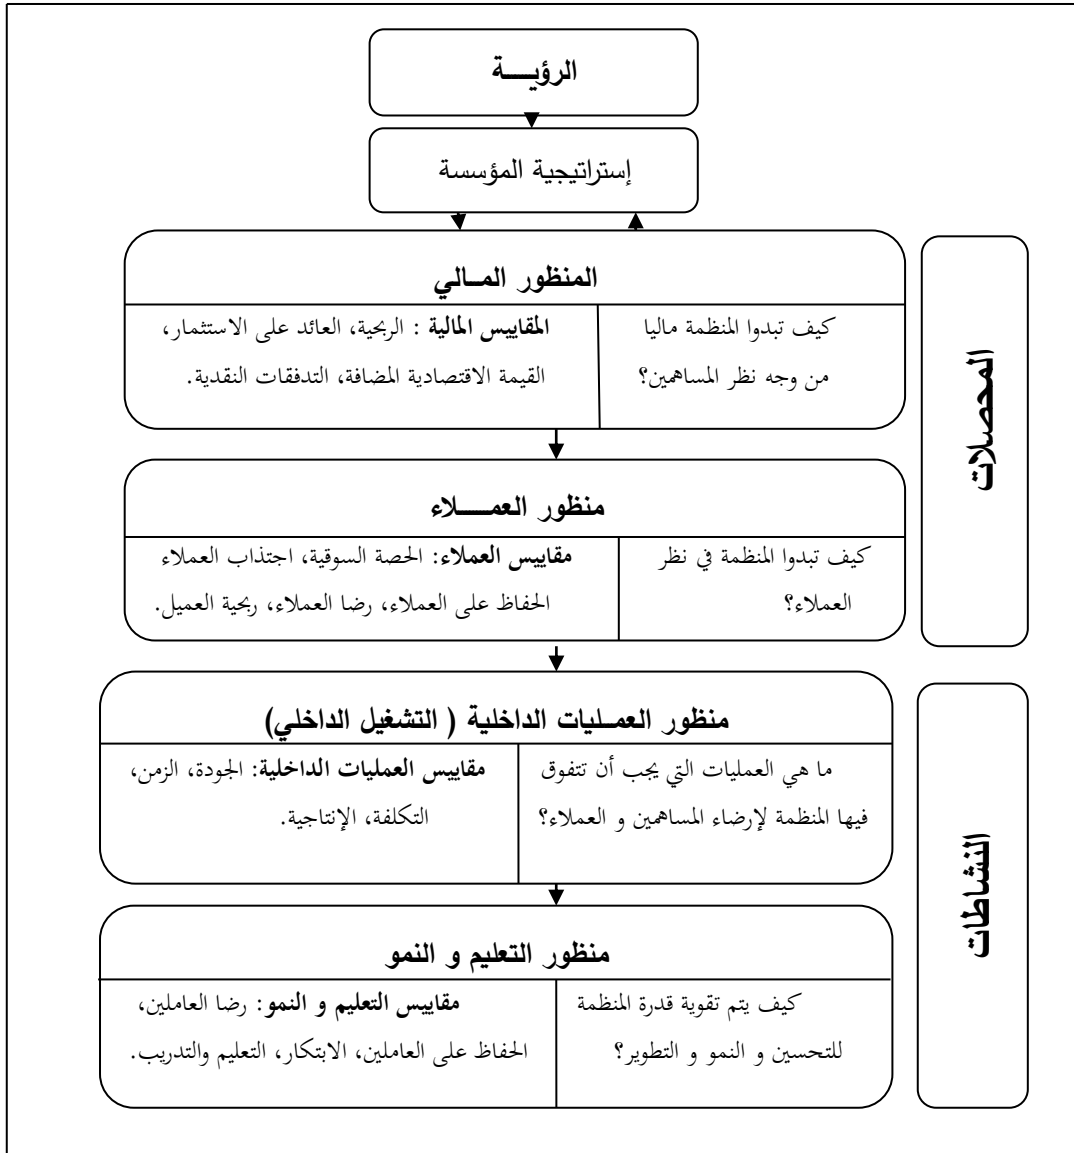 الرؤيــــة
إستراتيجية المؤسسة
المنظور المــالي
كيف تبدوا المنظمة ماليا
من وجه نظر المساهمين؟
المقاييس المالية : الربحية، العائد على الاستثمار،
القيمة الاقتصادية المضافة، التدفقات النقدية.
المحصلات
منظور العمـــــلاء
كيف تبدوا المنظمة في نظر
العملاء؟
مقاييس العملاء: الحصة السوقية، اجتذاب العملاء
الحفاظ على العملاء، رضا العملاء، ربحية العميل.
منظور العمــليات الداخلية ( التشغيل الداخلي)
ما هي العمليات التي يجب أن تتفوق
فيها المنظمة لإرضاء المساهمين و العملاء؟
مقاييس العمليات الداخلية: الجودة، الزمن،
التكلفة، الإنتاجية.
النشاطات
منظور التعليم و النمو
كيف يتم تقوية قدرة المنظمة
للتحسين و النمو و التطوير؟
مقاييس التعليم و النمو: رضا العاملين،
الحفاظ على العاملين، الابتكار، التعليم والتدريب.